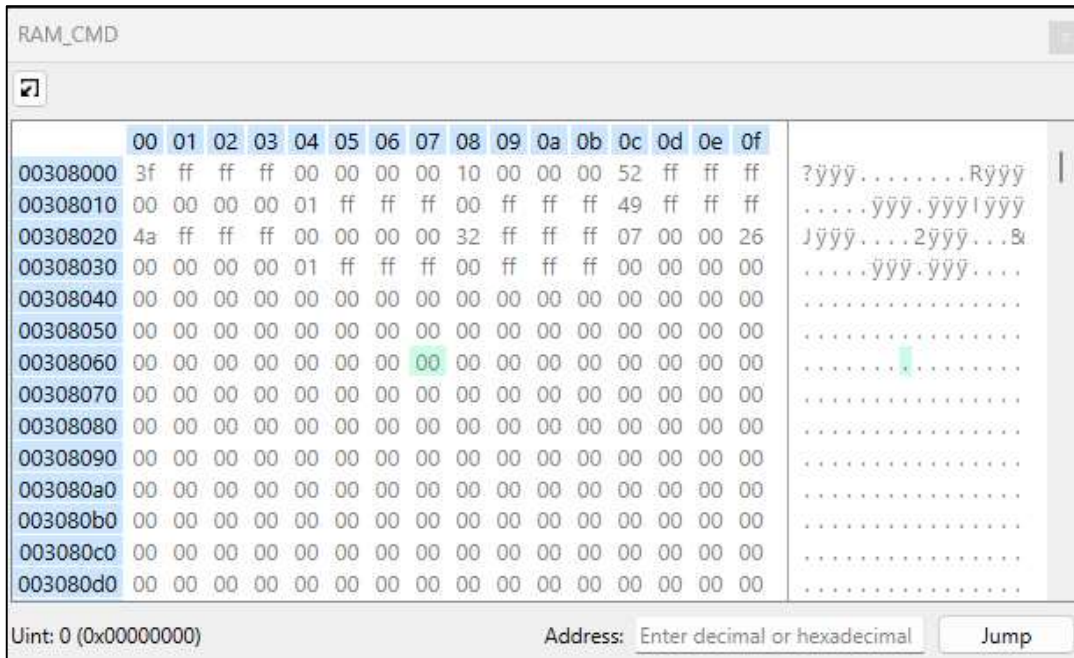 RAM_CMD
00 01 02 03 04 05 06 07 08 09 0a 0b 0c 0d 0e 0f
00308000 3f ff ff ff 00 00 00 00 10 00 00 00 52 ff ff ff ?ÿÿÿ........Rÿÿÿ
00308010 00 00 00 00 01 ff ff ff 00 ff ff ff 49 ff ff ff .....ÿÿÿ.ÿÿÿIÿÿÿ
00308020 4a ff ff ff 00 00 00 00 32 ff ff ff 07 00 00 26 Jÿÿÿ....2ÿÿÿ...&
00308030 00 00 00 00 01 ff ff ff 00 ff ff ff 00 00 00 00 .....ÿÿÿ.ÿÿÿ....
00308040 00 00 00 00 00 00 00 00 00 00 00 00 00 00 00 00 ................
00308050 00 00 00 00 00 00 00 00 00 00 00 00 00 00 00 00 ................
00308060 00 00 00 00 00 00 00 00 00 00 00 00 00 00 00 00 ................
00308070 00 00 00 00 00 00 00 00 00 00 00 00 00 00 00 00 ................
00308080 00 00 00 00 00 00 00 00 00 00 00 00 00 00 00 00 ................
00308090 00 00 00 00 00 00 00 00 00 00 00 00 00 00 00 00 ................
003080a0 00 00 00 00 00 00 00 00 00 00 00 00 00 00 00 00 ................
003080b0 00 00 00 00 00 00 00 00 00 00 00 00 00 00 00 00 ................
003080c0 00 00 00 00 00 00 00 00 00 00 00 00 00 00 00 00 ................
003080d0 00 00 00 00 00 00 00 00 00 00 00 00 00 00 00 00 ................
Uint: 0 (0x00000000) Address: Enter decimal or hexadecimal Jump